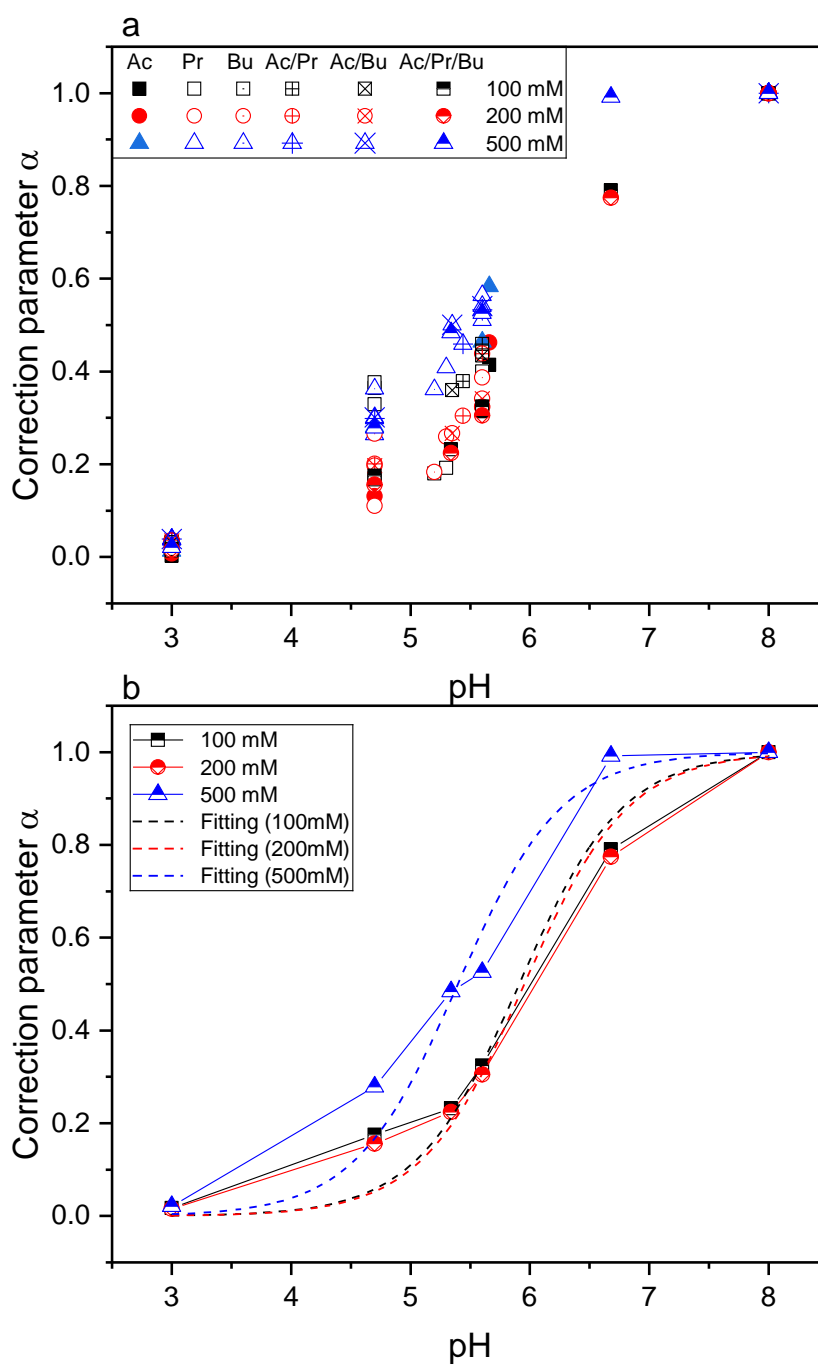 a
Ac Pr Bu Ac/Pr Ac/Bu Ac/Pr/Bu
100 mM
200 mM
500 mM
Correction parameter α
1.0
0.8
0.6
0.4
0.2
0.0
3 4 5 6 7 8
pH
b
100 mM
200 mM
500 mM
Fitting (100mM)
Fitting (200mM)
Fitting (500mM)
Correction parameter α
1.0
0.8
0.6
0.4
0.2
0.0
3 4 5 6 7 8
pH